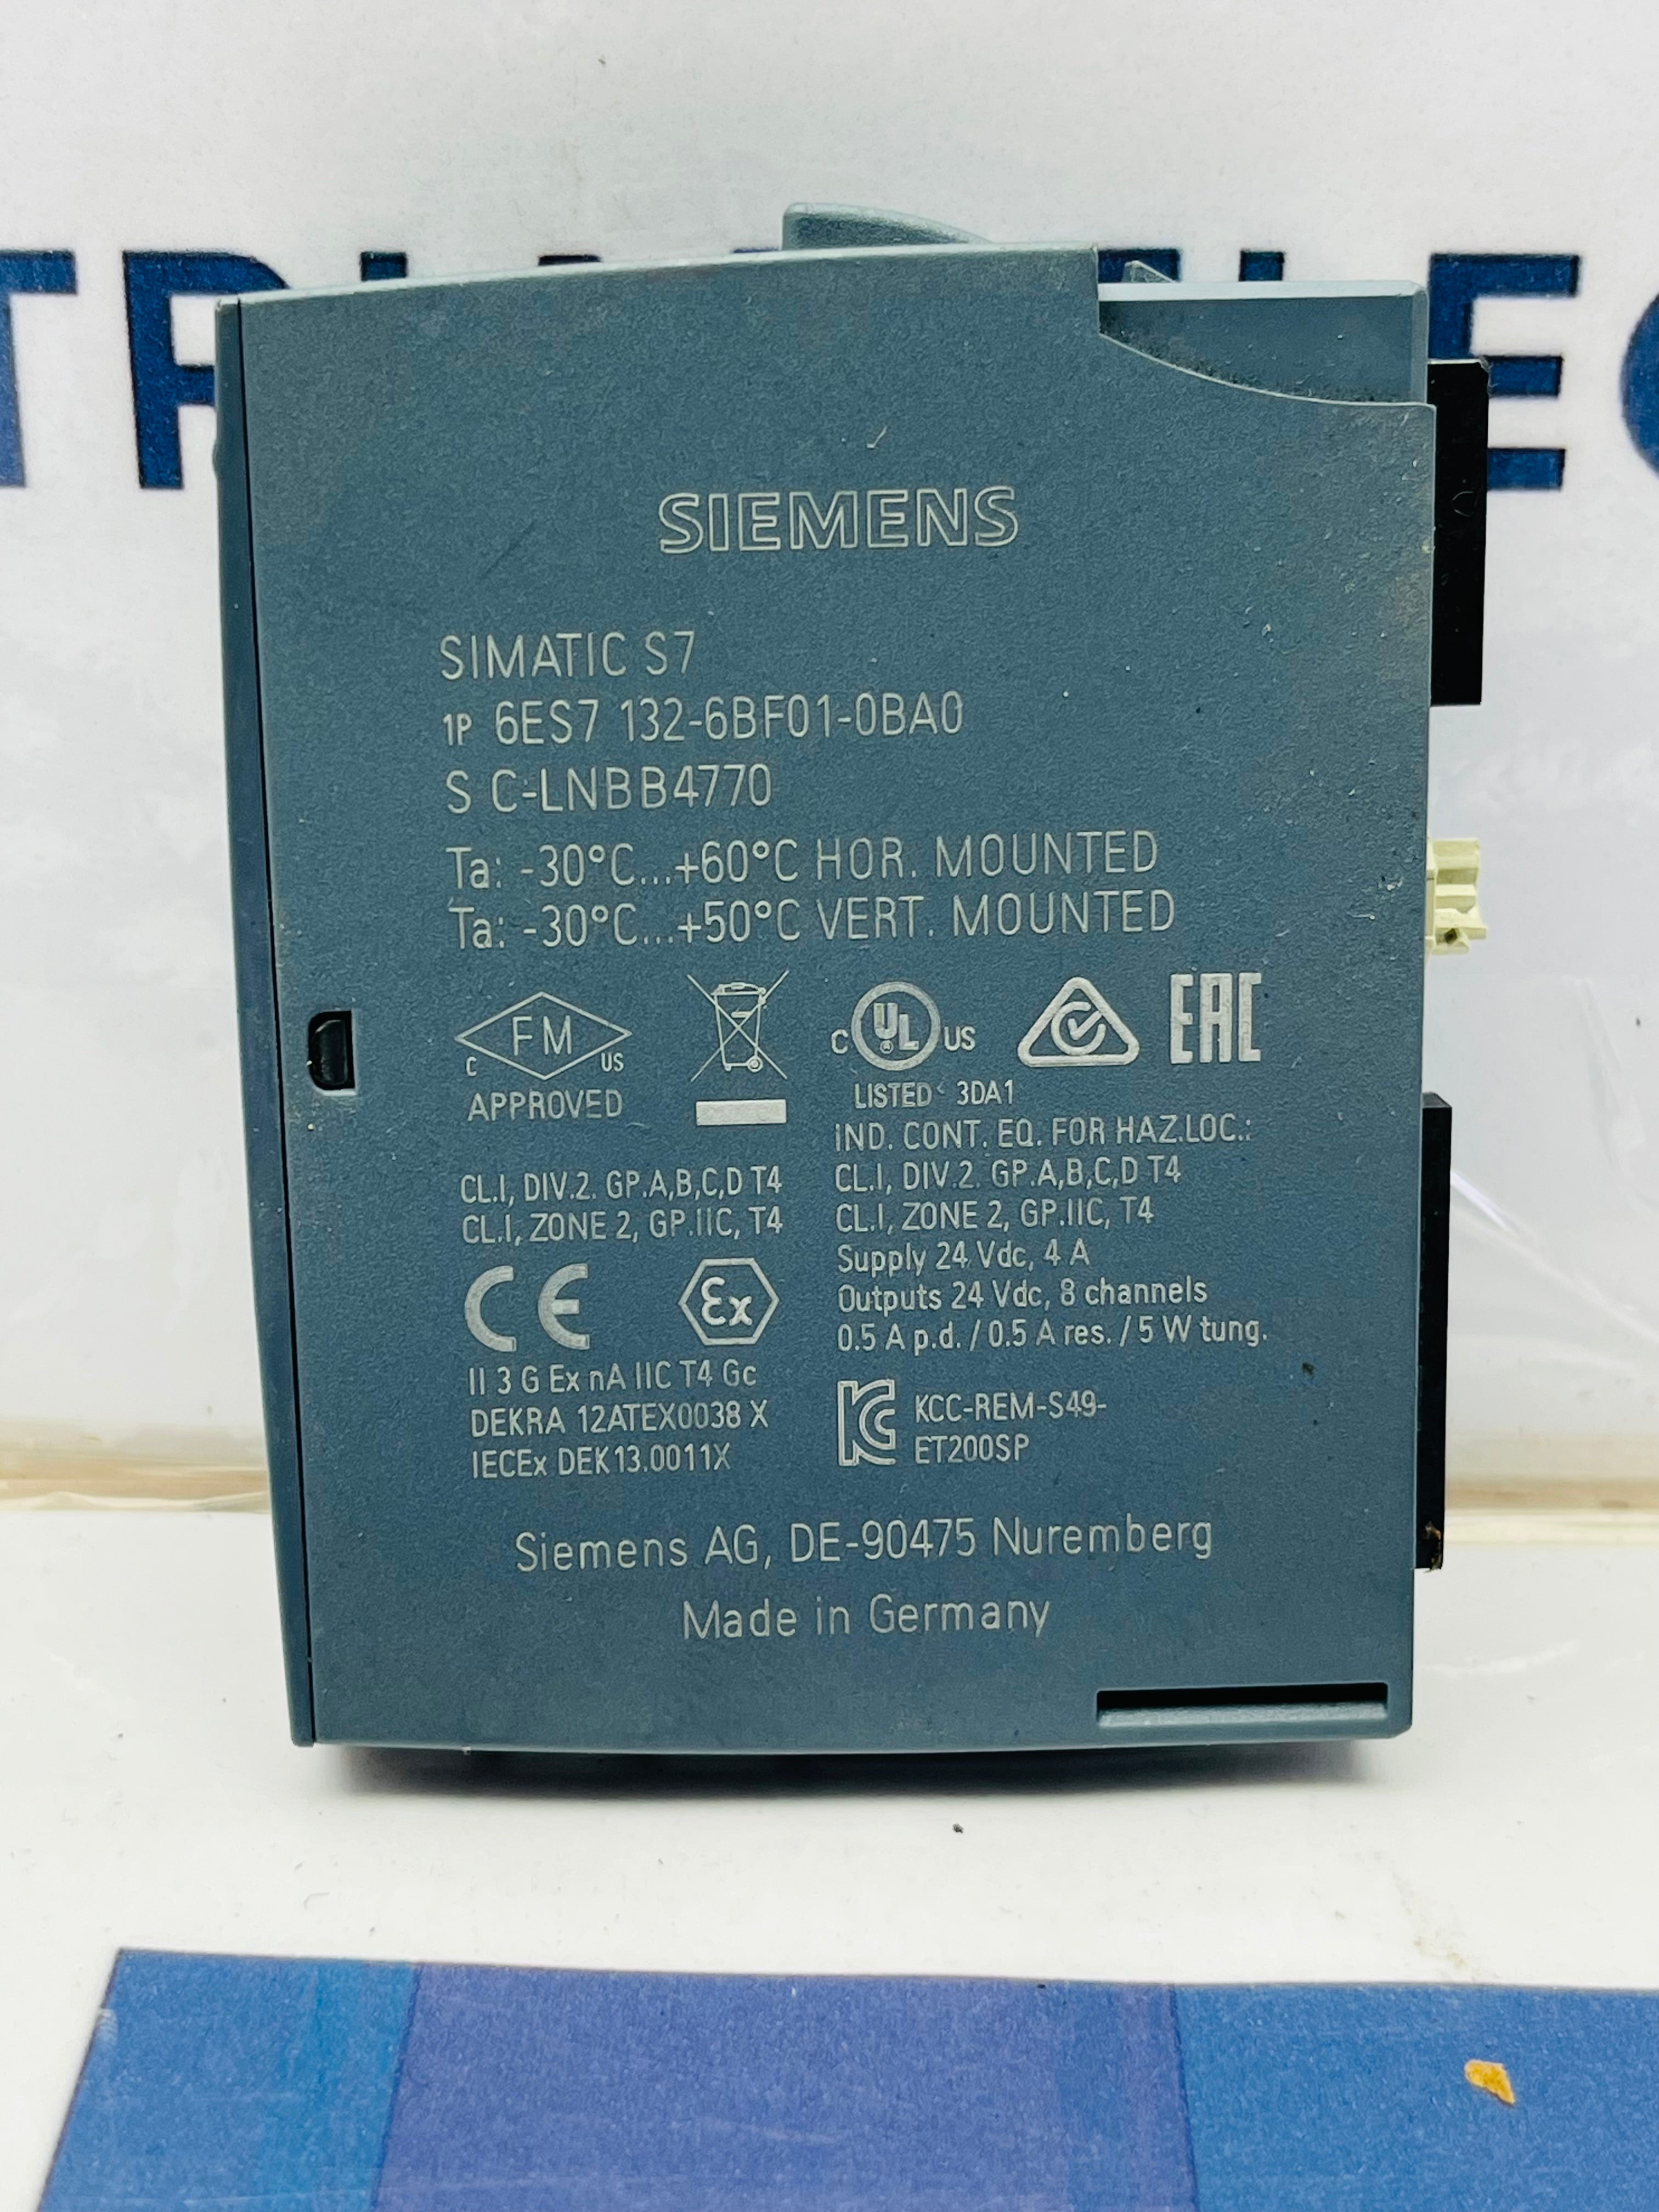 SIEMENS
SIMATIC S7
1P 6ES7 132-6BF01-0BA0
S C-LNBB4770
Ta: -30°C...+60°C HOR. MOUNTED
Ta: -30°C...+50°C VERT. MOUNTED
C FM US
APPROVED
C UL ® US
EAC
LISTED 3DA1
IND. CONT. EQ. FOR HAZ.LOC.:
CL.I, DIV.2. GP.A,B,C,D T4
CL.I, ZONE 2, GP.IIC, T4
CL.I, DIV.2. GP.A,B,C,D T4
CL.I, ZONE 2, GP.IIC, T4
Supply 24 Vdc, 4 A
Outputs 24 Vdc, 8 channels
0.5 A p.d. / 0.5 A res. / 5 W tung.
CE
Ex
II 3 G Ex nA IIC T4 Gc
DEKRA 12ATEX0038 X
IECEx DEK13.0011X
KC KCC-REM-S49-
ET200SP
Siemens AG, DE-90475 Nuremberg
Made in Germany